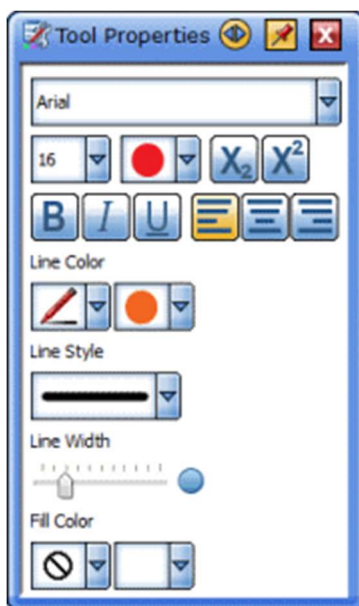 Tool Properties
Arial
16
X₂ X²
B I U
Line Color
Line Style
Line Width
Fill Color